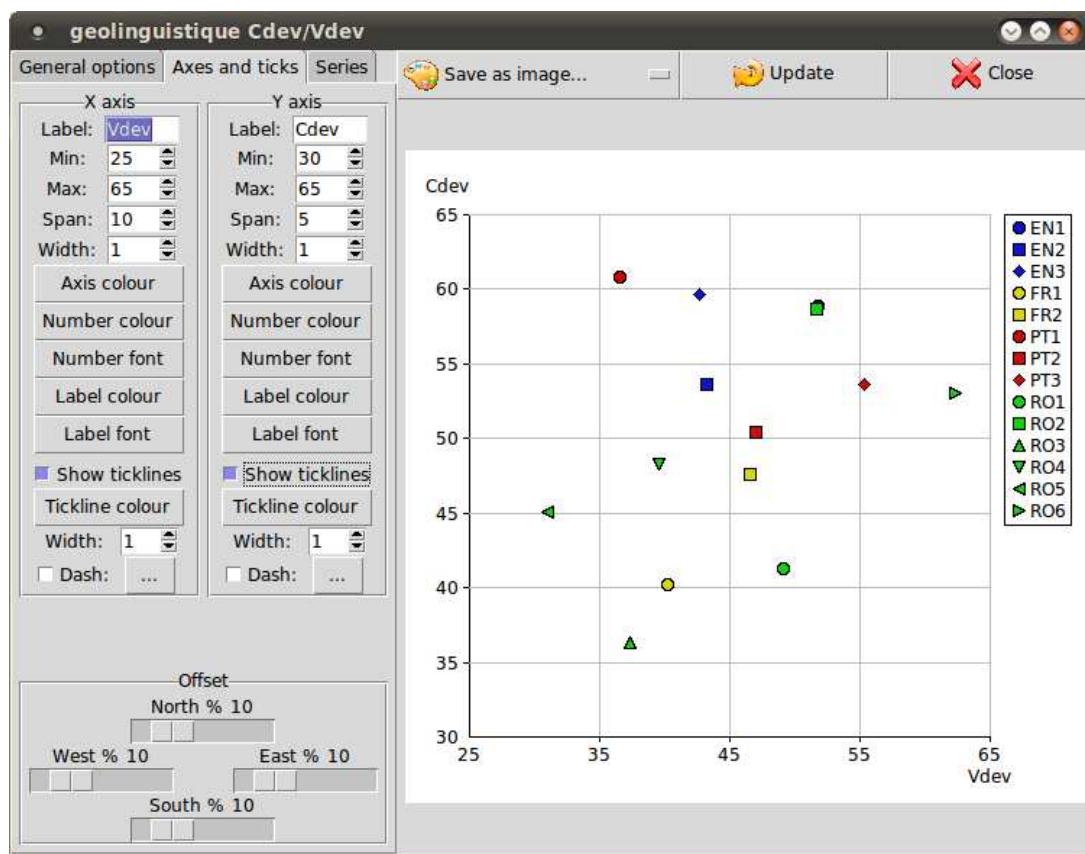 geolinguistique Cdev/Vdev
General options Axes and ticks Series
Save as image... Update Close
X axis Y axis
Label: Vdev Label: Cdev
Min: 25 Min: 30
Max: 65 Max: 65
Span: 10 Span: 5
Width: 1 Width: 1
Axis colour Axis colour
Number colour Number colour
Number font Number font
Label colour Label colour
Label font Label font
Show ticklines Show ticklines
Tickline colour Tickline colour
Width: 1 Width: 1
Dash: ... Dash: ...
Offset
North % 10
West % 10 East % 10
South % 10
Cdev
65
60
55
50
45
40
35
30
25 35 45 55 65
Vdev
EN1
EN2
EN3
FR1
FR2
PT1
PT2
PT3
RO1
RO2
RO3
RO4
RO5
RO6